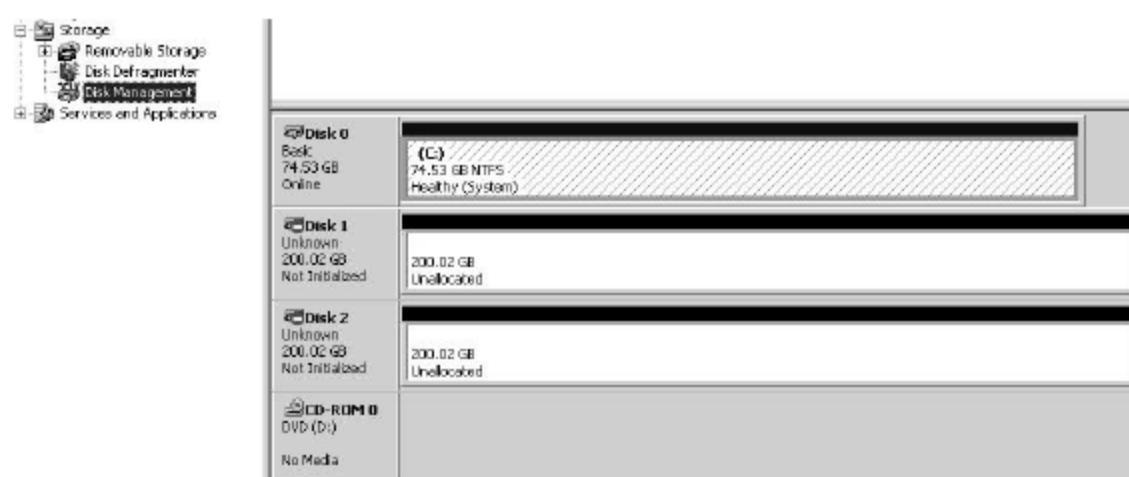 Storage
Removable Storage
Disk Defragmenter
Disk Management
Services and Applications
Disk 0
Basic
74.53 GB
Online
(C:)
74.53 GB NTFS
Healthy (System)
Disk 1
Unknown
200.02 GB
Not Initialized
200.02 GB
Unallocated
Disk 2
Unknown
200.02 GB
Not Initialized
200.02 GB
Unallocated
CD-ROM 0
DVD (D:)
No Media